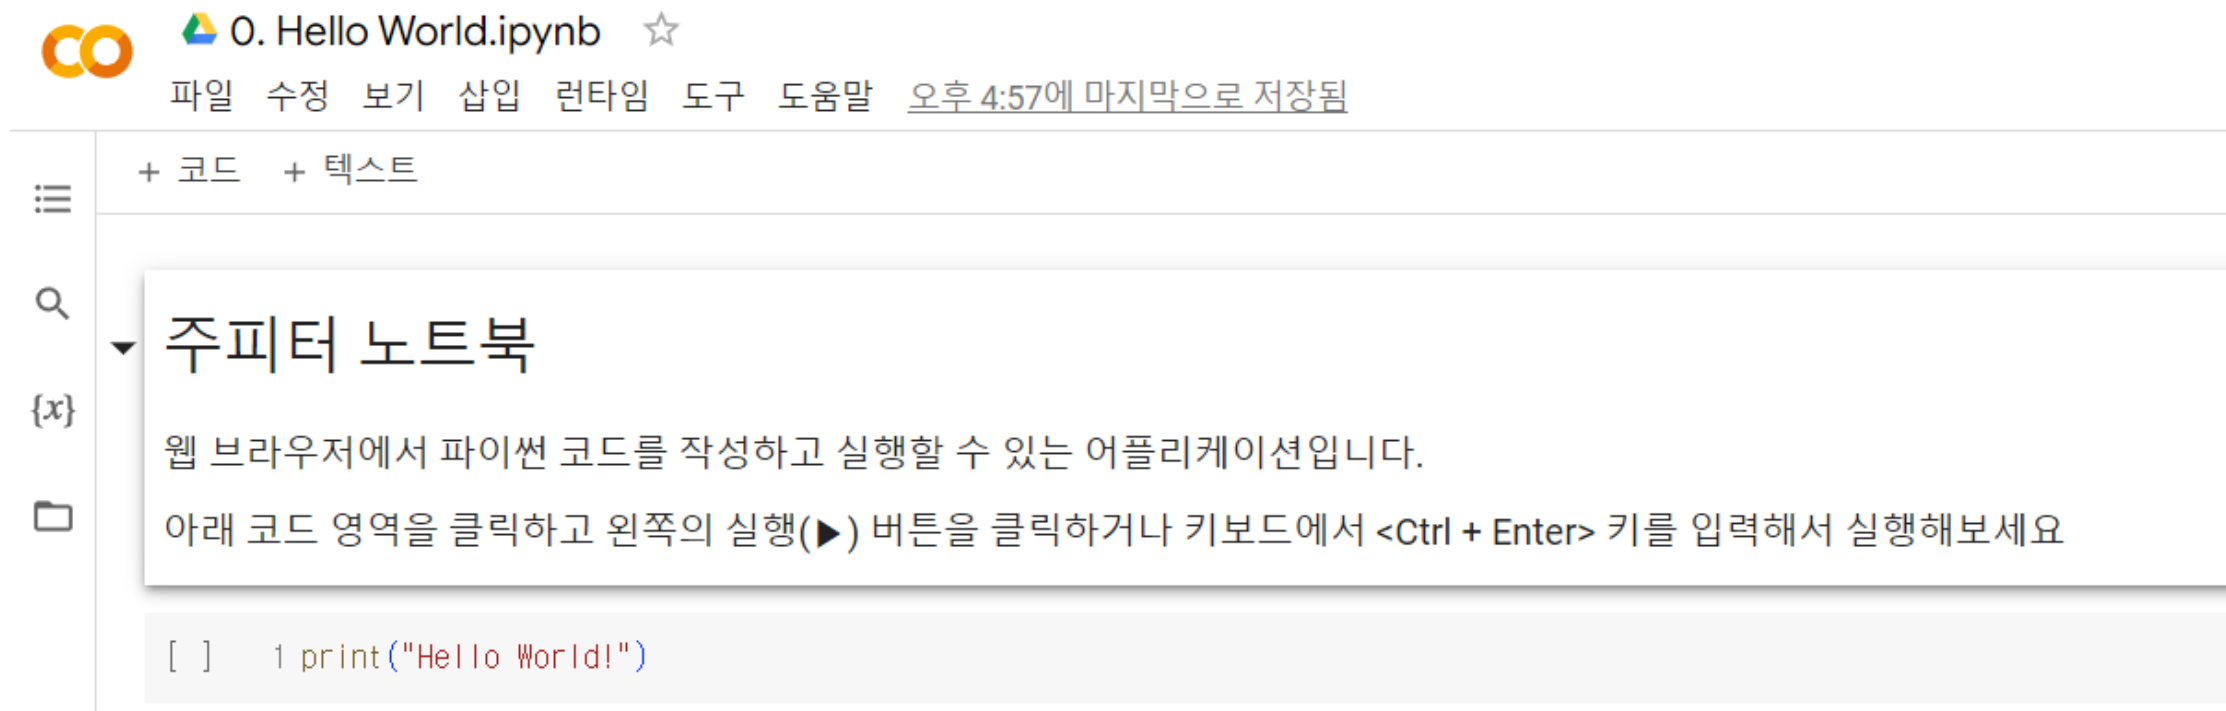 0. Hello World.ipynb
파일 수정 보기 삽입 런타임 도구 도움말 오후 4:57에 마지막으로 저장됨
+ 코드 + 텍스트
주피터 노트북
{x}
웹 브라우저에서 파이썬 코드를 작성하고 실행할 수 있는 어플리케이션입니다.
아래 코드 영역을 클릭하고 왼쪽의 실행(▶) 버튼을 클릭하거나 키보드에서 <Ctrl + Enter> 키를 입력해서 실행해보세요
[ ] 1 print("Hello World!")